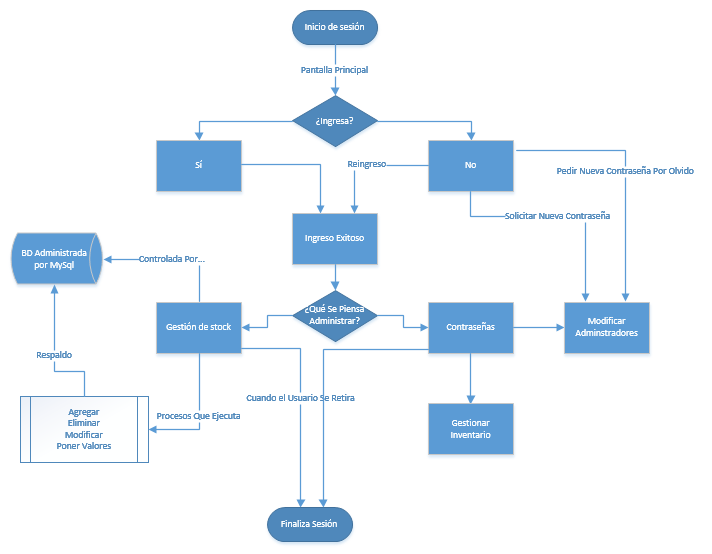 Inicio de sesión
Pantalla Principal
¿Ingresa?
Sí
Reingreso
No
Pedir Nueva Contraseña Por Olvido
Solicitar Nueva Contraseña
Ingreso Exitoso
BD Administrada
por MySql
Controlada Por...
¿Qué Se Piensa
Administrar?
Gestión de stock
Contraseñas
Modificar
Adminstradores
Respaldo
Cuando el Usuario Se Retira
Agregar
Eliminar
Modificar
Poner Valores
Procesos Que Ejecuta
Gestionar
Inventario
Finaliza Sesión